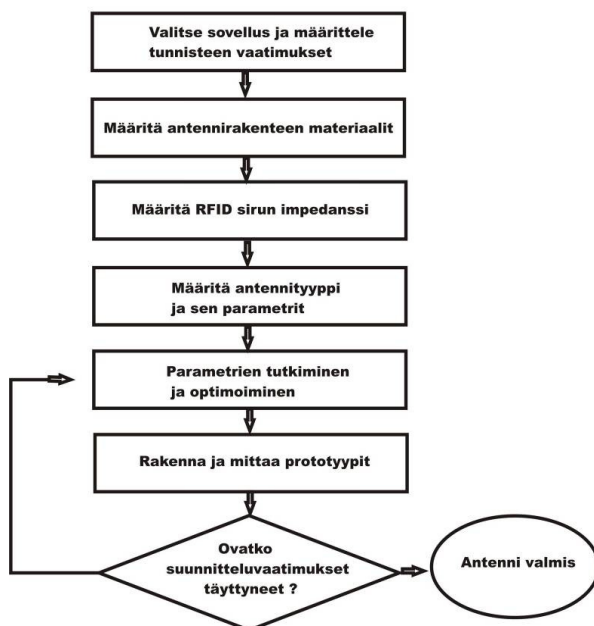 Valitse sovellus ja määrittele
tunnisteen vaatimukset
Määritä antennirakenteen materiaalit
Määritä RFID sirun impedanssi
Määritä antennityyppi
ja sen parametrit
Parametrien tutkiminen
ja optimoiminen
Rakenna ja mittaa prototyypit
Ovatko
suunnitteluvaatimukset
täyttyneet ?
Antenni valmis